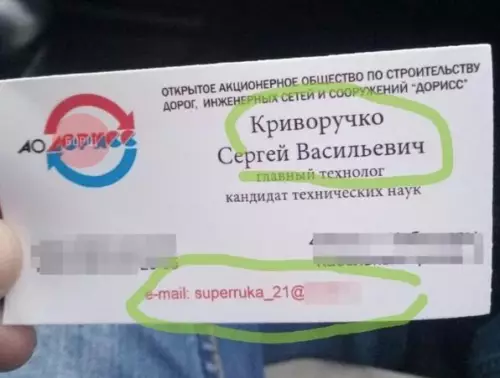 ОТКРЫТОЕ АКЦИОНЕРНОЕ ОБЩЕСТВО ПО СТРОИТЕЛЬСТВУ
ДОРОГ, ИНЖЕНЕРНЫХ СЕТЕЙ И СООРУЖЕНИЙ "ДОРИСС"
АО ДОРИСС
Криворучко
Сергей Васильевич
главный технолог
кандидат технических наук
e-mail: superruka_21@